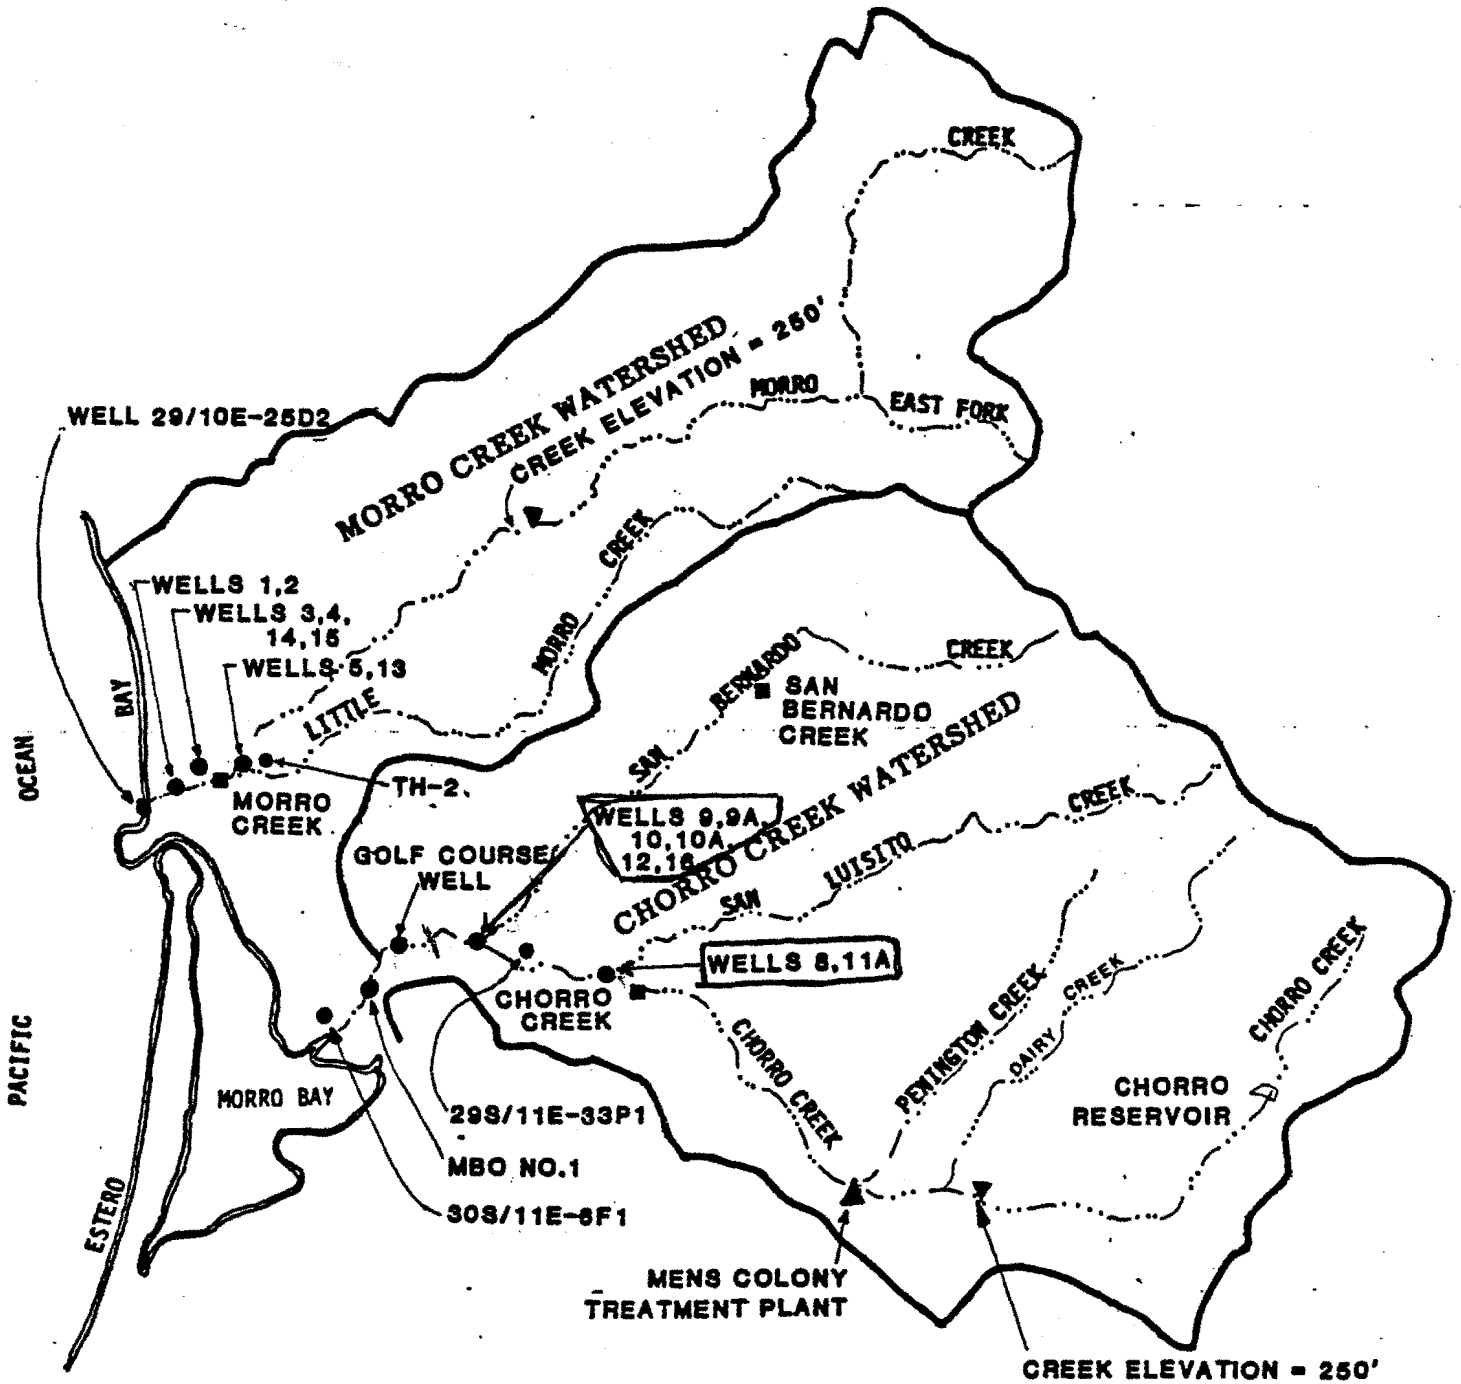 CREEK
MORRO CREEK WATERSHED
CREEK ELEVATION = 250'
MORRO
EAST FORK
WELL 29/10E-25D2
CREEK
WELLS 1,2
WELLS 3,4,
14,15
MORRO
WELLS 5,13
LITTLE
BAY
BERNARDO
CREEK
SAN
BERNARDO
CREEK
SAN
CHORRO CREEK WATERSHED
OCEAN
TH-2
MORRO
CREEK
WELLS 9,9A,
10,10A,
12,16
CREEK
LUISITO
SAN
GOLF COURSE
WELL
WELLS 8,11A
CHORRO
CREEK
CHORRO CREEK
PENINGTON CREEK
DAIRY
CREEK
CHORRO CREEK
CHORRO
RESERVOIR
PACIFIC
MORRO BAY
29S/11E-33P1
MBO NO.1
30S/11E-6F1
ESTERO
MENS COLONY
TREATMENT PLANT
CREEK ELEVATION = 250'